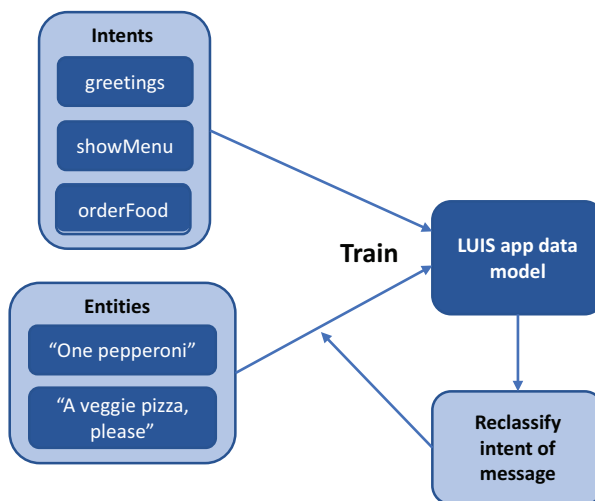 Intents
greetings
showMenu
orderFood
Train
LUIS app data
model
Entities
“One pepperoni”
“A veggie pizza,
please”
Reclassify
intent of
message